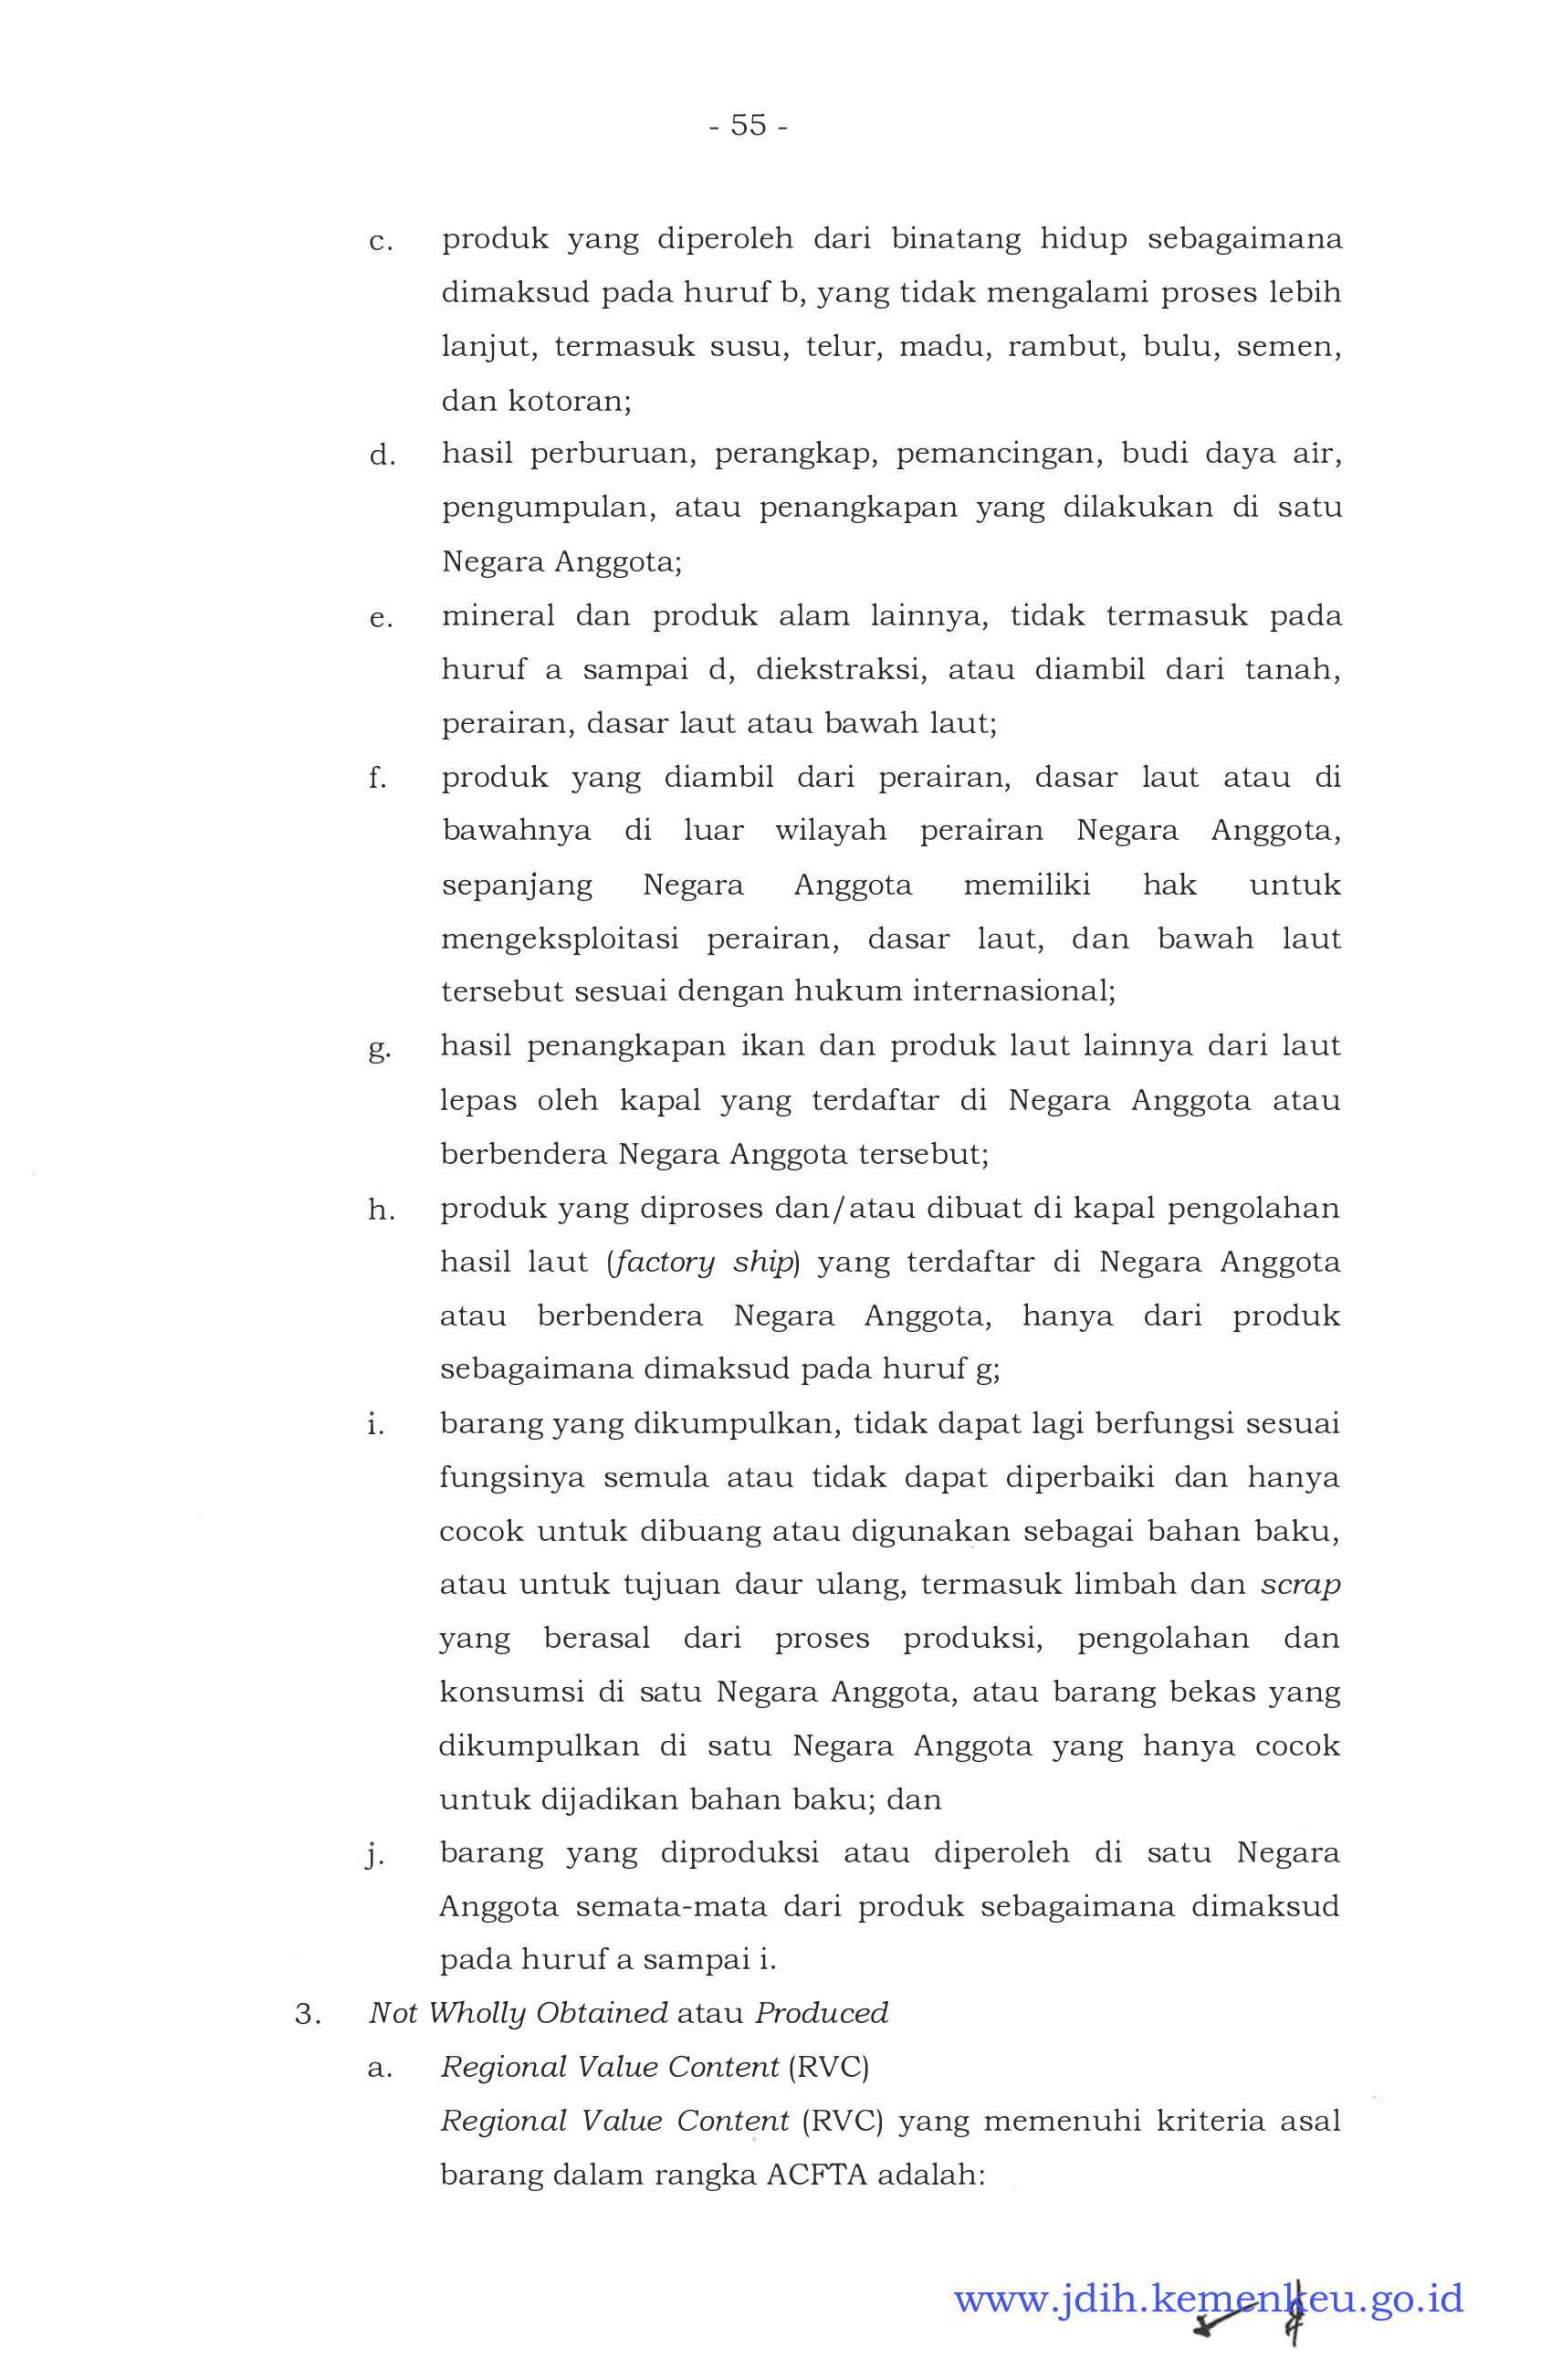 - 55 -
c. produk yang diperoleh dari binatang hidup sebagaimana
dimaksud pada huruf b, yang tidak mengalami proses lebih
lanjut, termasuk susu, telur, madu, rambut, bulu, semen,
dan kotoran;
d. hasil perburuan, perangkap, pemancingan, budi daya air,
pengumpulan, atau penangkapan yang dilakukan di satu
Negara Anggota;
e. mineral dan produk alam lainnya, tidak termasuk pada
huruf a sampai d, diekstraksi, atau diambil dari tanah,
perairan, dasar laut atau bawah laut;
f. produk yang diambil dari perairan, dasar laut atau di
bawahnya di luar wilayah perairan Negara Anggota,
sepanjang Negara Anggota memiliki hak untuk
mengeksploitasi perairan, dasar laut, dan bawah laut
tersebut sesuai dengan hukum internasional;
g. hasil penangkapan ikan dan produk laut lainnya dari laut
lepas oleh kapal yang terdaftar di Negara Anggota atau
berbendera Negara Anggota tersebut;
h. produk yang diproses dan/atau dibuat di kapal pengolahan
hasil laut (factory ship) yang terdaftar di Negara Anggota
atau berbendera Negara Anggota, hanya dari produk
sebagaimana dimaksud pada huruf g;
i. barang yang dikumpulkan, tidak dapat lagi berfungsi sesuai
fungsinya semula atau tidak dapat diperbaiki dan hanya
cocok untuk dibuang atau digunakan sebagai bahan baku,
atau untuk tujuan daur ulang, termasuk limbah dan scrap
yang berasal dari proses produksi, pengolahan dan
konsumsi di satu Negara Anggota, atau barang bekas yang
dikumpulkan di satu Negara Anggota yang hanya cocok
untuk dijadikan bahan baku; dan
j. barang yang diproduksi atau diperoleh di satu Negara
Anggota semata-mata dari produk sebagaimana dimaksud
pada huruf a sampai i.
3. Not Wholly Obtained atau Produced
a. Regional Value Content (RVC)
Regional Value Content (RVC) yang memenuhi kriteria asal
barang dalam rangka ACFTA adalah:
www.jdih.kemenkeu.go.id